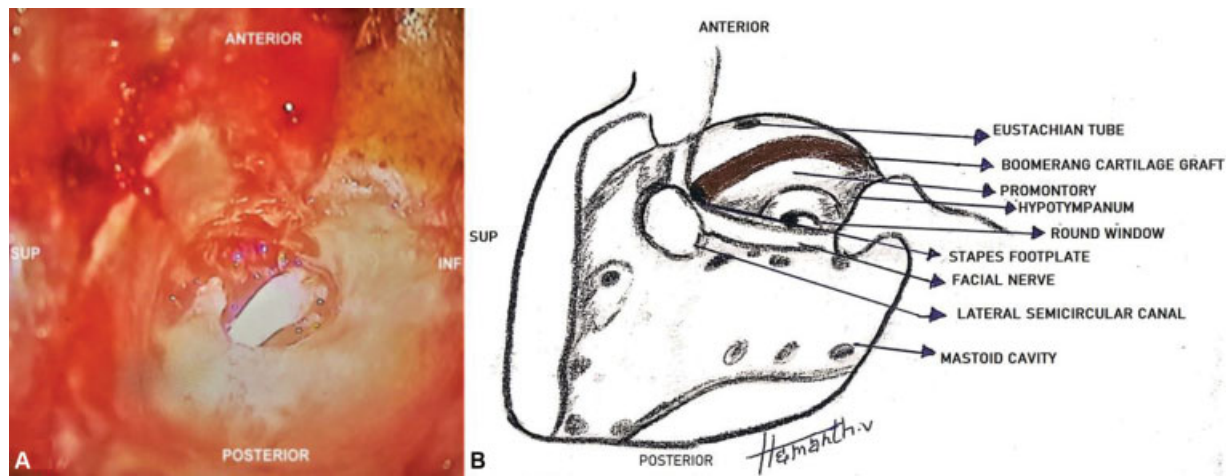 ANTERIOR
SUP
INF
A
POSTERIOR
ANTERIOR
EUSTACHIAN TUBE
BOOMERANG CARTILAGE GRAFT
PROMONTORY
HYPOTYMPANUM
SUP
ROUND WINDOW
STAPES FOOTPLATE
FACIAL NERVE
LATERAL SEMICIRCULAR CANAL
MASTOID CAVITY
B
POSTERIOR
Hemanth.v